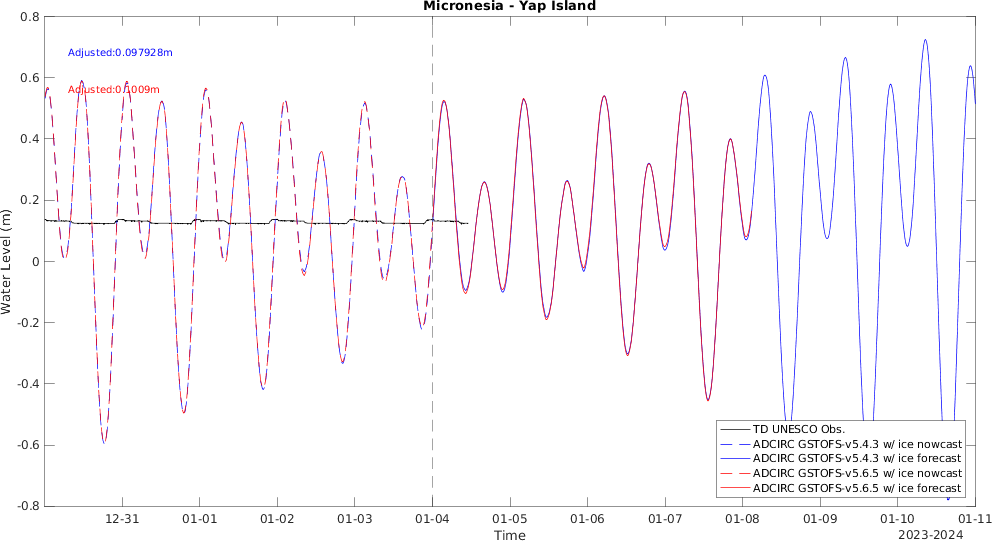 Micronesia - Yap Island
Water Level (m)
0.8
0.6
0.4
0.2
0
-0.2
-0.4
-0.6
-0.8
Adjusted:0.097928m
Adjusted:0.1009m
TD UNESCO Obs.
ADCIRC GSTOFS-v5.4.3 w/ ice nowcast
ADCIRC GSTOFS-v5.4.3 w/ ice forecast
ADCIRC GSTOFS-v5.6.5 w/ ice nowcast
ADCIRC GSTOFS-v5.6.5 w/ ice forecast
12-31 01-01 01-02 01-03 01-04 01-05 01-06 01-07 01-08 01-09 01-10 01-11
Time
2023-2024